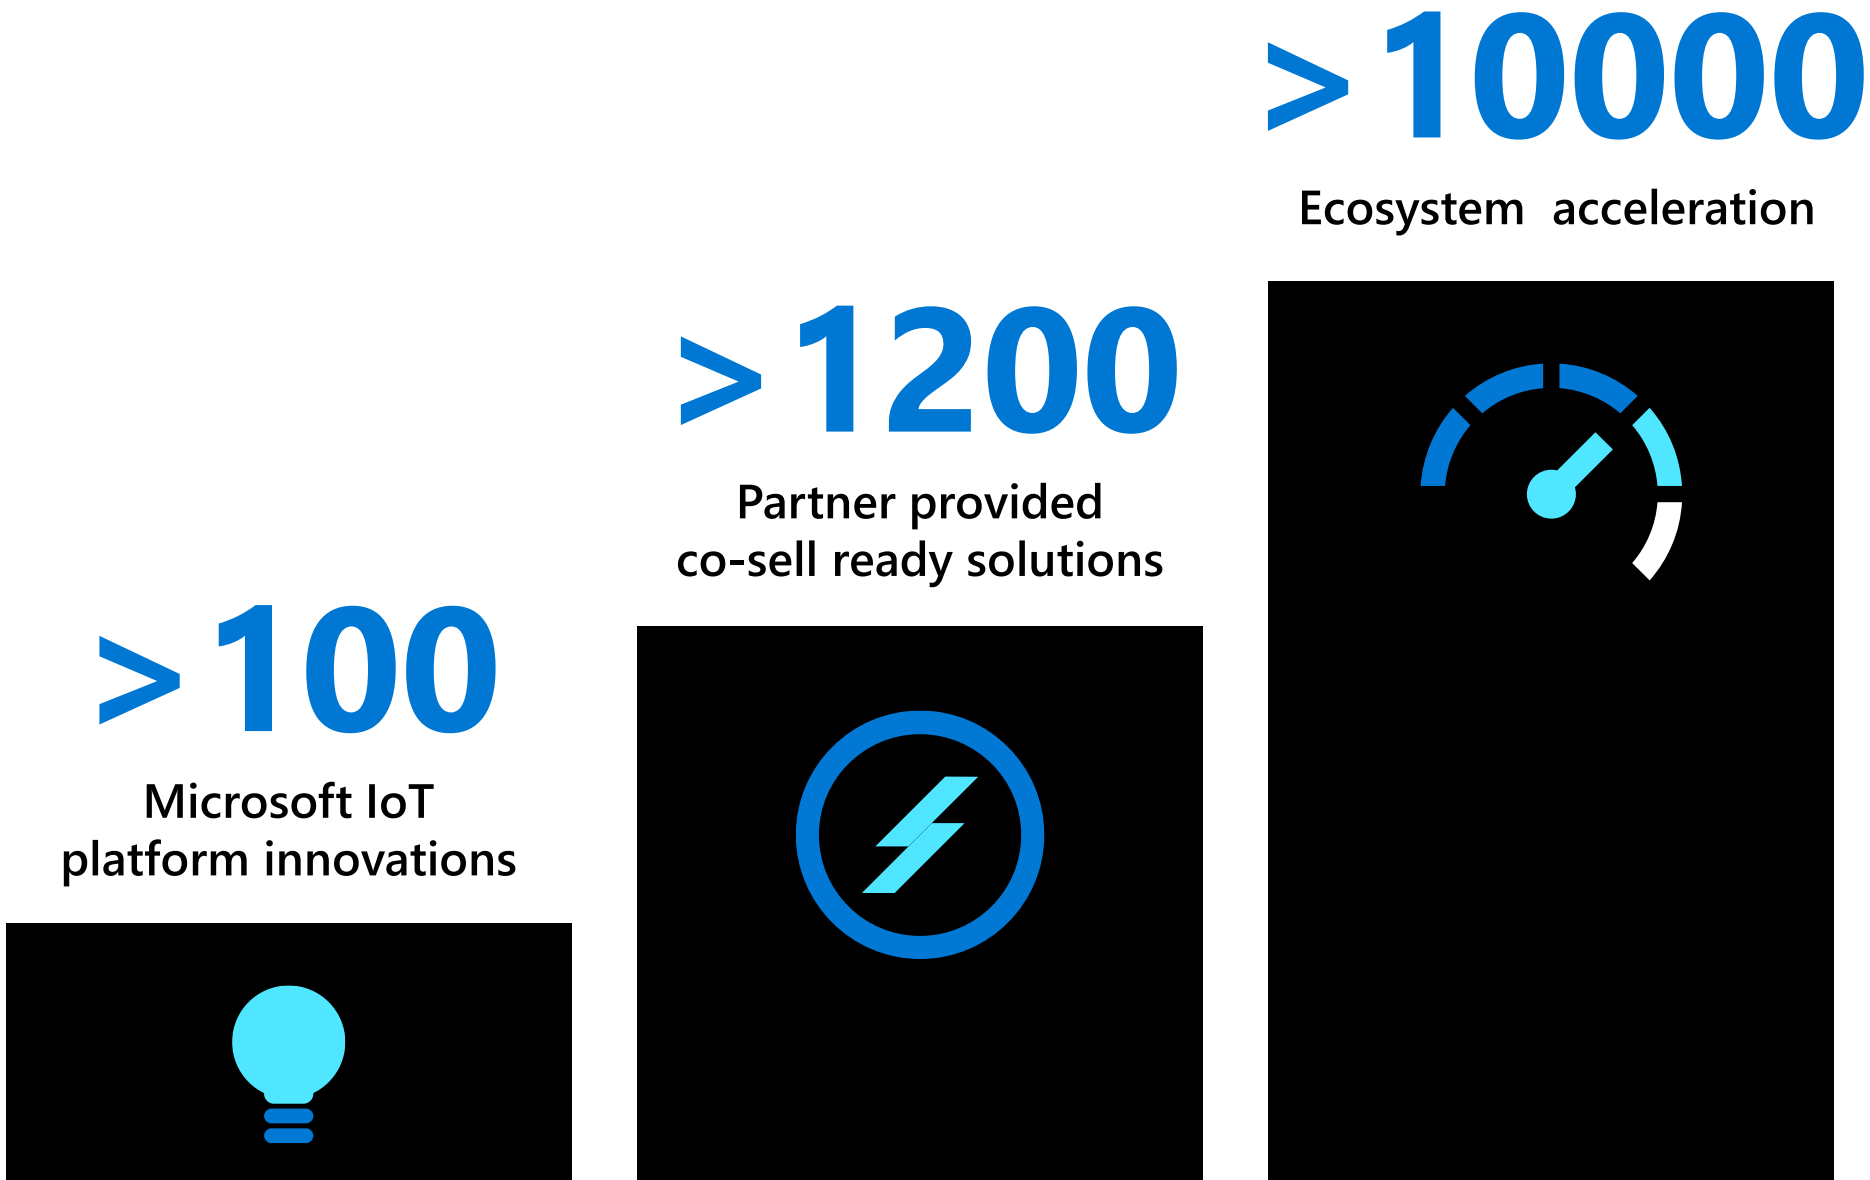 >100
Microsoft IoT
platform innovations
>1200
Partner provided
co-sell ready solutions
>10000
Ecosystem  acceleration